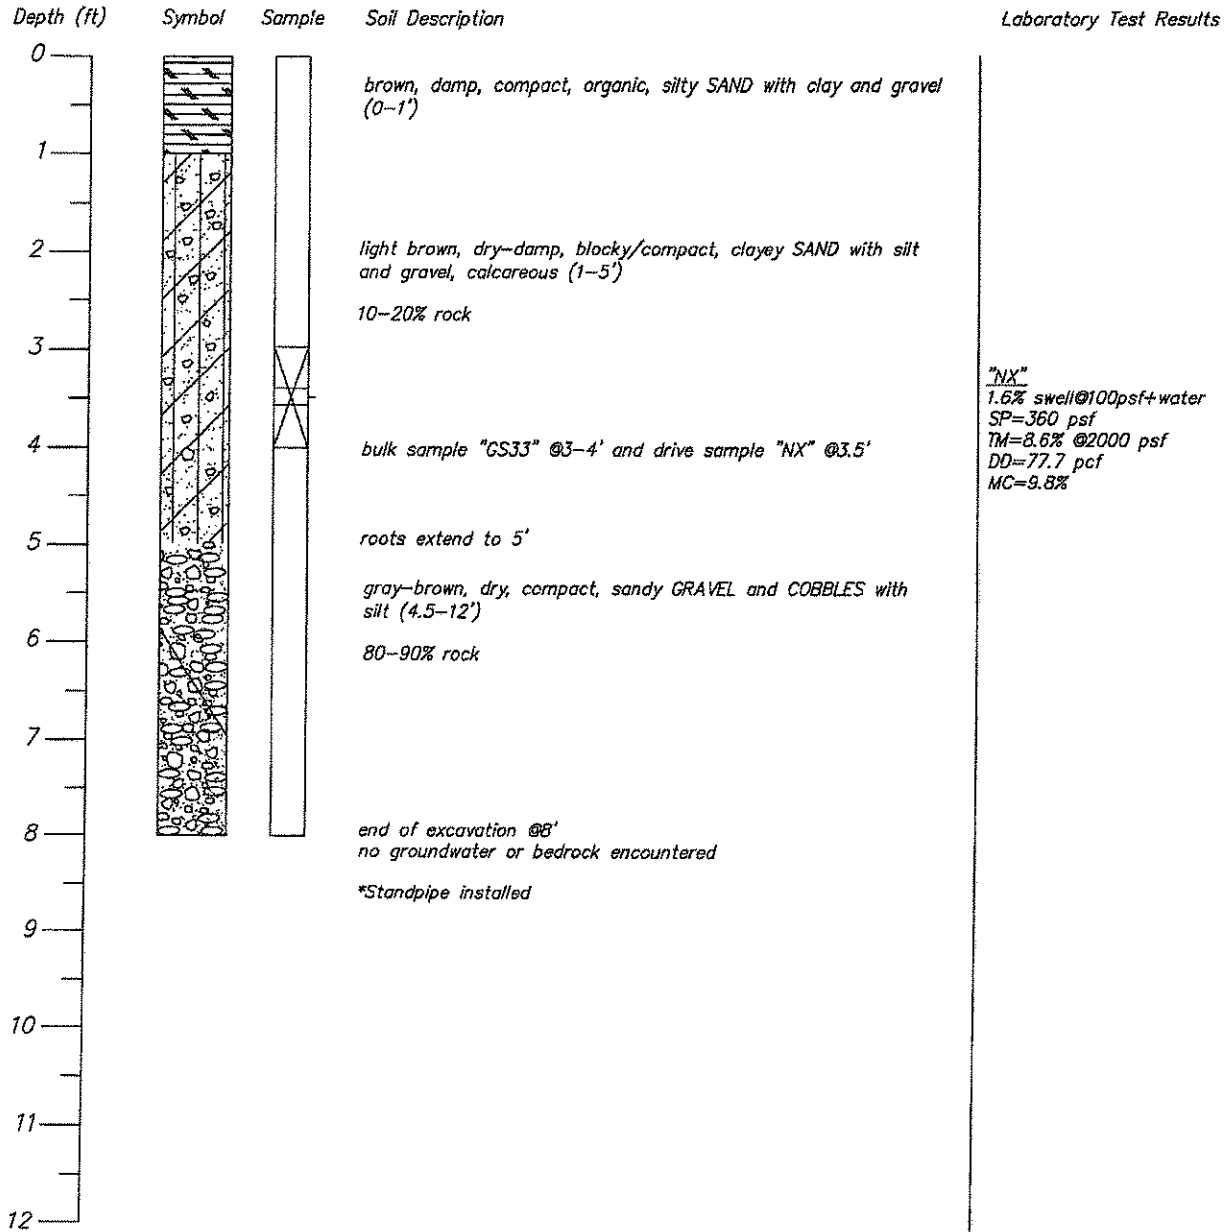 Depth (ft) Symbol Sample Soil Description Laboratory Test Results
0
brown, damp, compact, organic, silty SAND with clay and gravel
(0-1')
1
2
light brown, dry-damp, blocky/compact, clayey SAND with silt
and gravel, calcareous (1-5')
10-20% rock
3
"NX"
1.6% swell@100psf+water
SP=360 psf
TM=8.6% @2000 psf
DD=77.7 pcf
MC=9.8%
4
bulk sample "GS33" @3-4' and drive sample "NX" @3.5'
5
roots extend to 5'
gray-brown, dry, compact, sandy GRAVEL and COBBLES with
silt (4.5-12')
6
80-90% rock
7
8
end of excavation @8'
no groundwater or bedrock encountered
*Standpipe installed
9
10
11
12